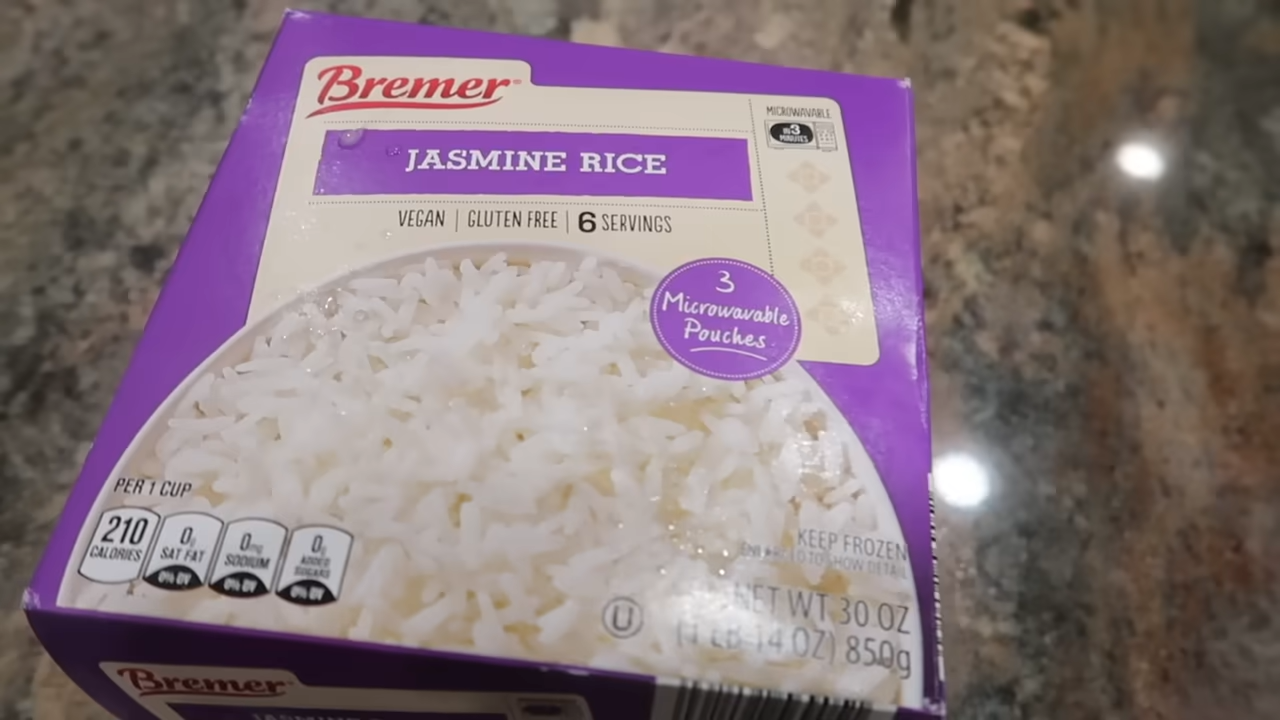 Bremer®
JASMINE RICE
VEGAN | GLUTEN FREE | 6 SERVINGS
MICROWAVABLE
IN 3
MINUTES
3
Microwavable
Pouches
PER 1 CUP
210
CALORIES
0g
SAT FAT
0% DV
0mg
SODIUM
0% DV
0g
ADDED
SUGARS
0% DV
KEEP FROZEN
ENLARGED TO SHOW DETAIL
NET WT 30 OZ
(1 LB 14 OZ) 850g
U
Bremer
JASMINE